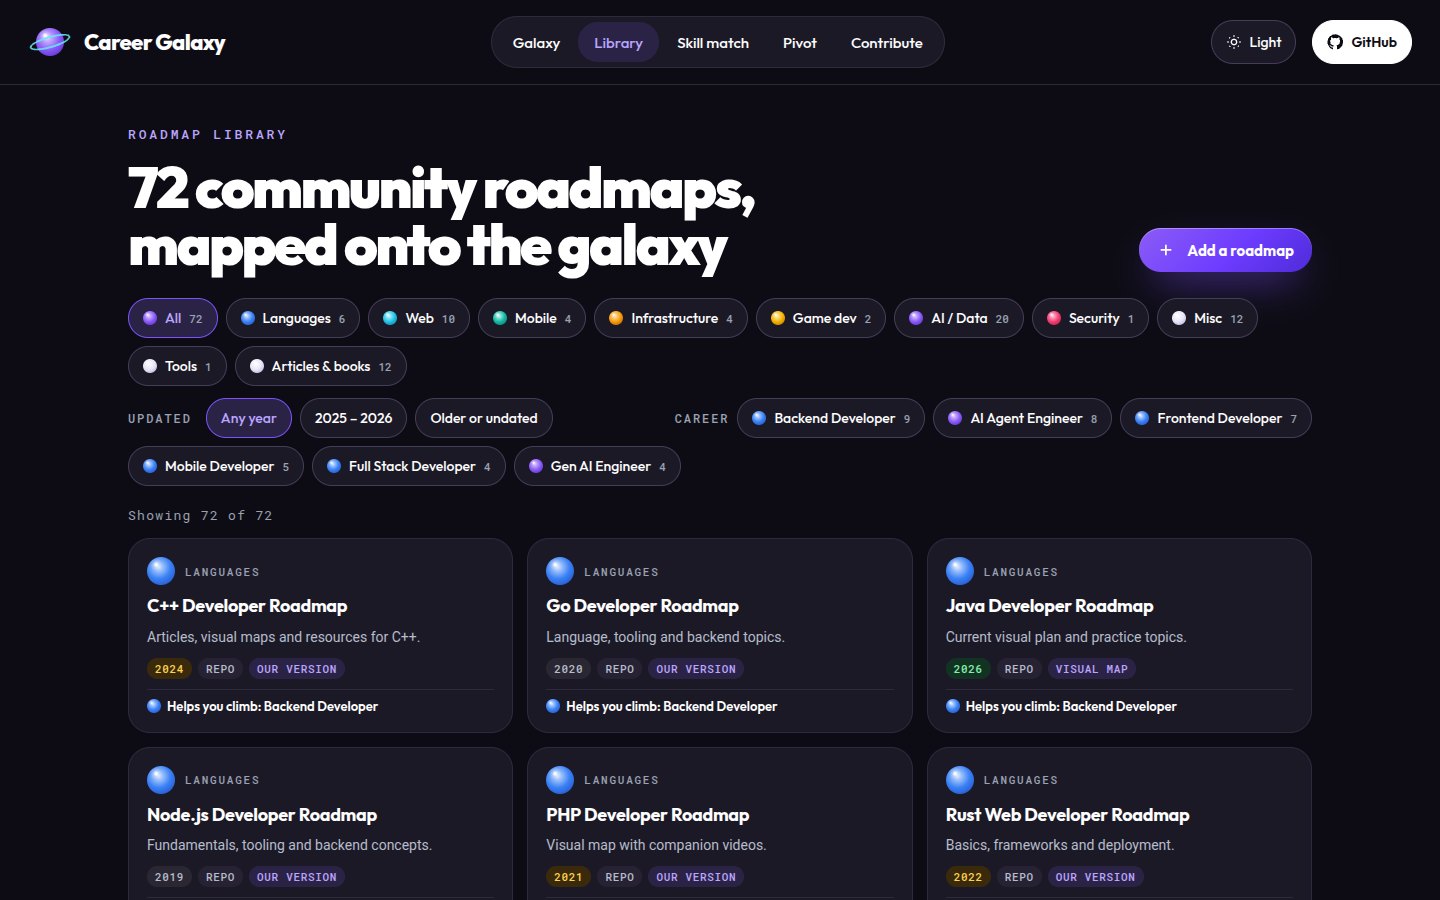 Career Galaxy
Galaxy Library Skill match Pivot Contribute
Light GitHub
ROADMAP LIBRARY
72 community roadmaps,
mapped onto the galaxy
+ Add a roadmap
All 72 Languages 6 Web 10 Mobile 4 Infrastructure 4 Game dev 2 AI / Data 20 Security 1 Misc 12
Tools 1 Articles & books 12
UPDATED Any year 2025 – 2026 Older or undated CAREER Backend Developer 9 AI Agent Engineer 8 Frontend Developer 7
Mobile Developer 5 Full Stack Developer 4 Gen AI Engineer 4
Showing 72 of 72
LANGUAGES
C++ Developer Roadmap
Articles, visual maps and resources for C++.
2024 REPO OUR VERSION
Helps you climb: Backend Developer
LANGUAGES
Go Developer Roadmap
Language, tooling and backend topics.
2020 REPO OUR VERSION
Helps you climb: Backend Developer
LANGUAGES
Java Developer Roadmap
Current visual plan and practice topics.
2026 REPO VISUAL MAP
Helps you climb: Backend Developer
LANGUAGES
Node.js Developer Roadmap
Fundamentals, tooling and backend concepts.
2019 REPO OUR VERSION
LANGUAGES
PHP Developer Roadmap
Visual map with companion videos.
2021 REPO OUR VERSION
LANGUAGES
Rust Web Developer Roadmap
Basics, frameworks and deployment.
2022 REPO OUR VERSION